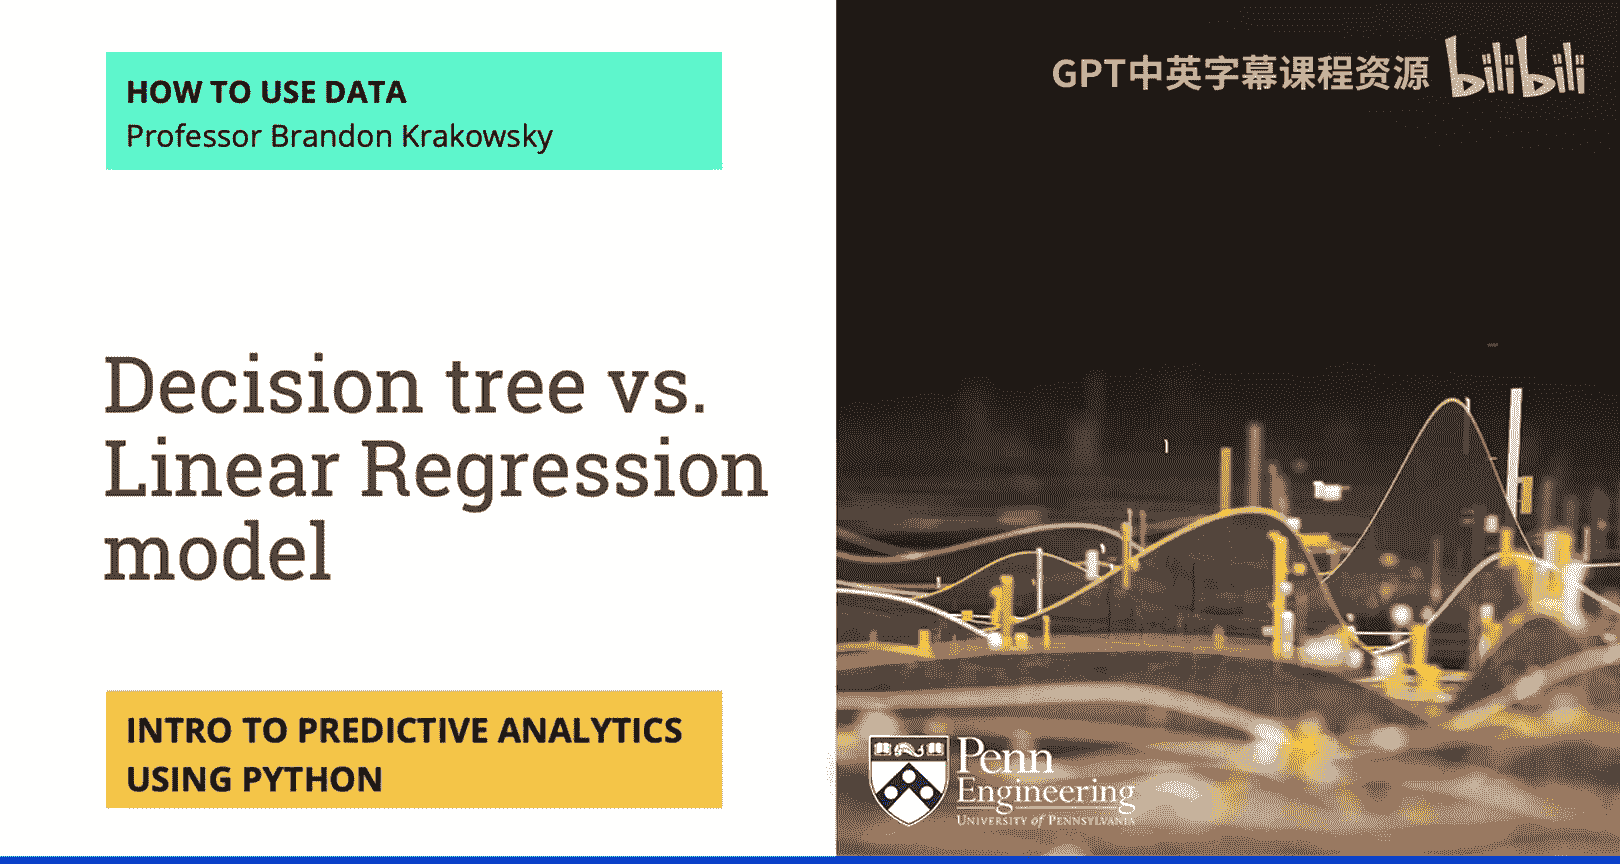 HOW TO USE DATA
Professor Brandon Krakowsky
GPT中英字幕课程资源 bilibili
Decision tree vs.
Linear Regression
model
INTRO TO PREDICTIVE ANALYTICS
USING PYTHON
Penn
Engineering
UNIVERSITY of PENNSYLVANIA